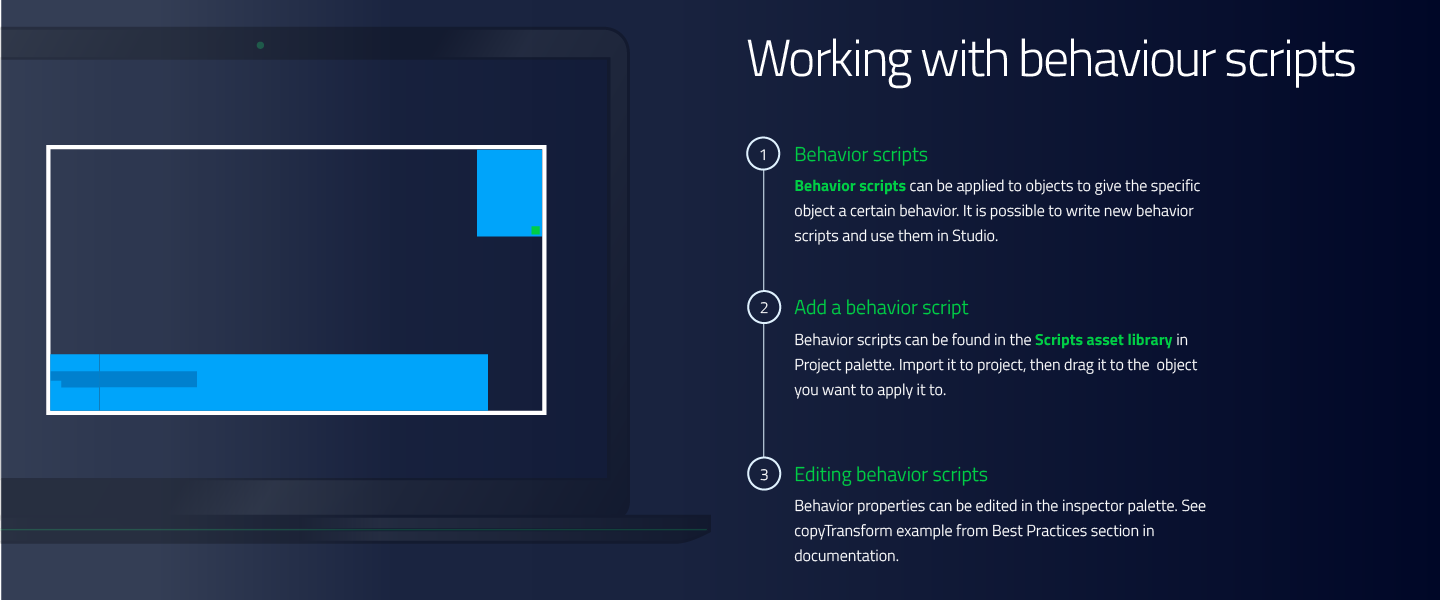 Working with behaviour scripts
1 Behavior scripts
Behavior scripts can be applied to objects to give the specific
object a certain behavior. It is possible to write new behavior
scripts and use them in Studio.
2 Add a behavior script
Behavior scripts can be found in the Scripts asset library in
Project palette. Import it to project, then drag it to the  object
you want to apply it to.
3 Editing behavior scripts
Behavior properties can be edited in the inspector palette. See
copyTransform example from Best Practices section in
documentation.